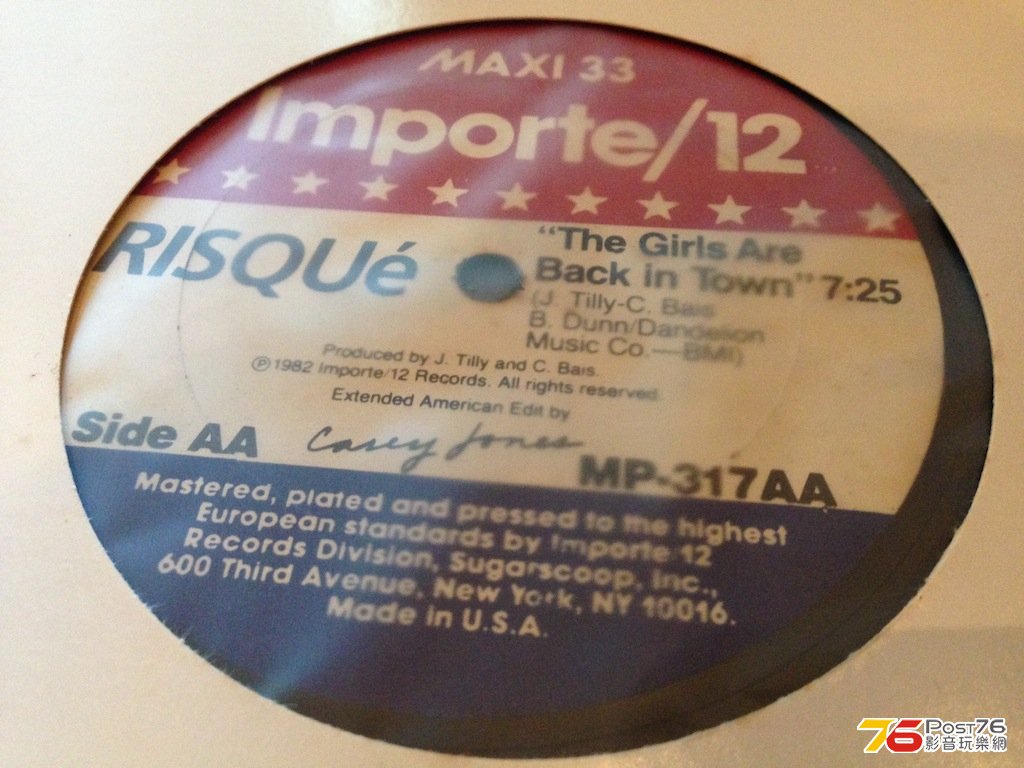 MAXI 33
Importe/12
RISQUé
"The Girls Are
Back in Town" 7:25
(J. Tilly-C. Bais
B. Dunn/Dandelion
Music Co.—BMI)
Produced by J. Tilly and C. Bais.
℗ 1982 Importe/12 Records. All rights reserved.
Extended American Edit by
Casey Jones
Side AA
MP-317AA
Mastered, plated and pressed to the highest
European standards by Importe/12
Records Division, Sugarscoop, Inc.,
600 Third Avenue, New York, NY 10016.
Made in U.S.A.
76 Post76
影音玩樂網